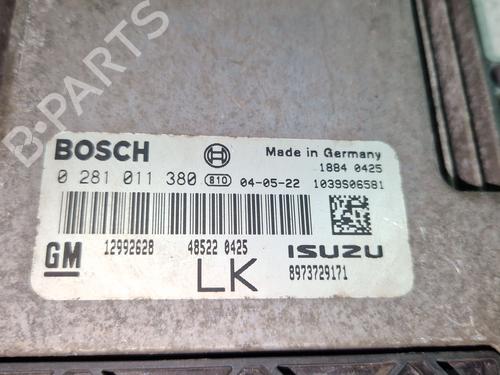 B-PARTS
BOSCH
Made in Germany
1884 0425
0 281 011 380 810 04-05-22 1039S06581
GM 12992628 48522 0425 ISUZU
LK 8973729171